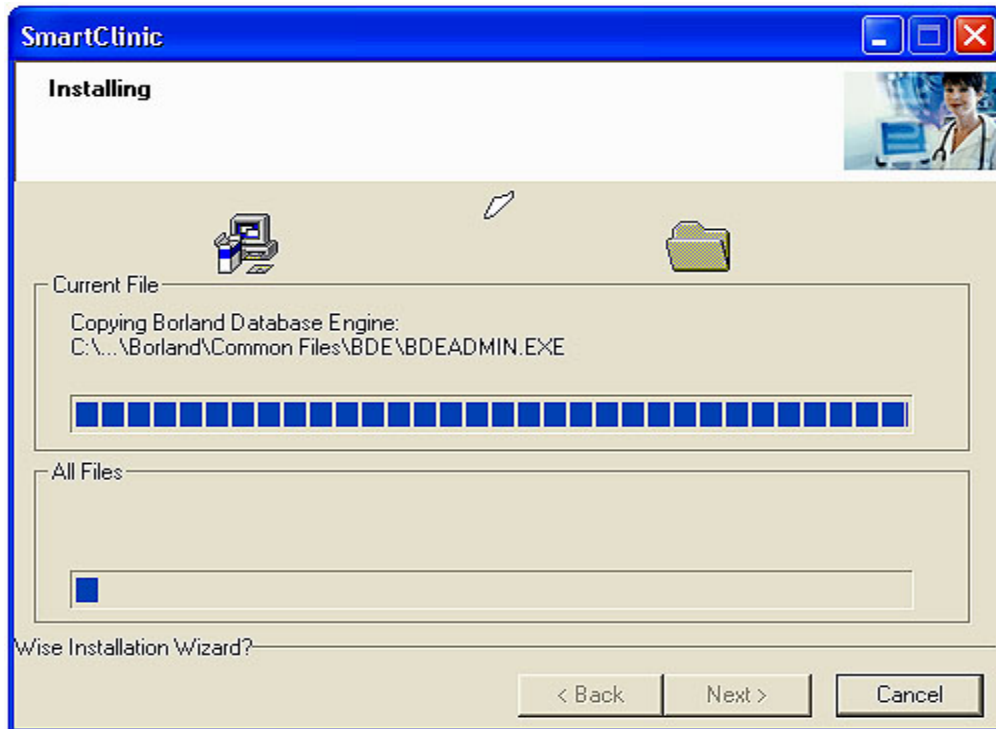 SmartClinic
Installing
Current File
Copying Borland Database Engine:
C:\...\Borland\Common Files\BDE\BDEADMIN.EXE
All Files
Wise Installation Wizard?
< Back
Next >
Cancel